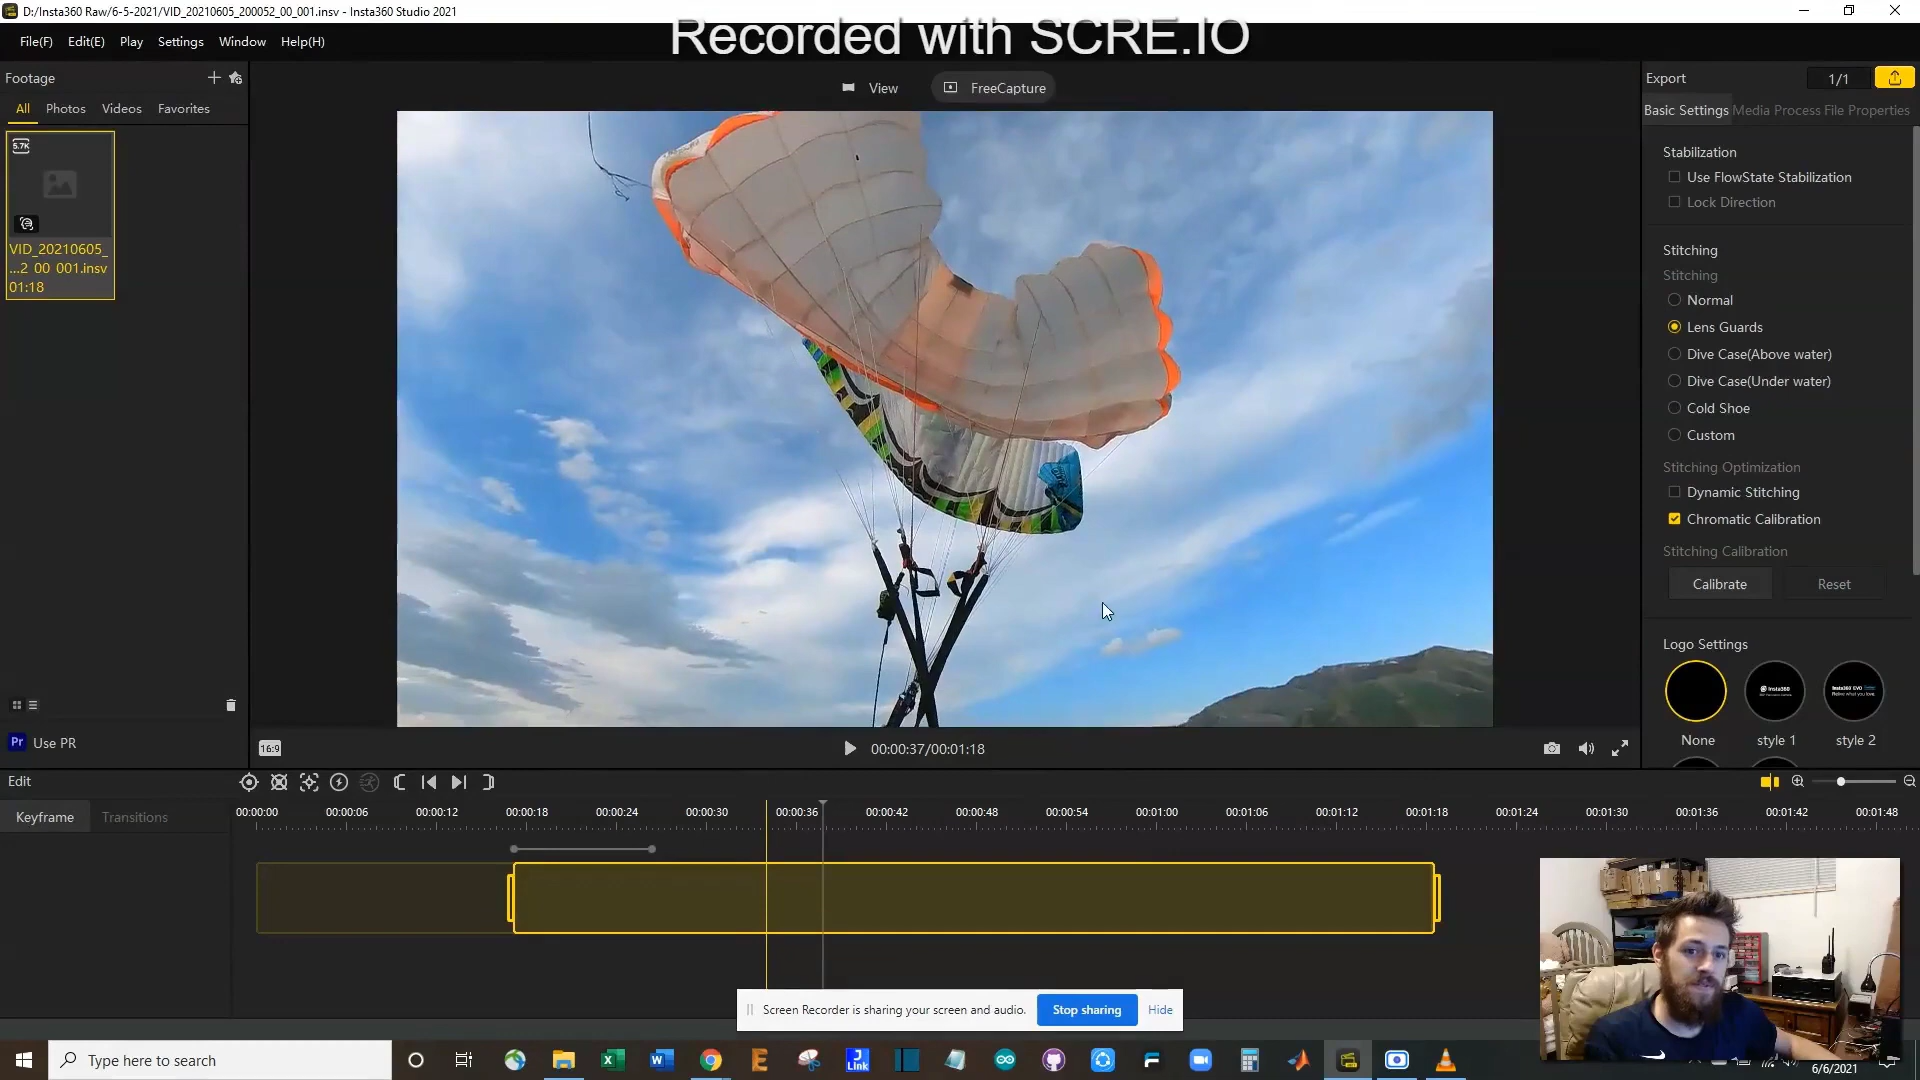 D:/Insta360 Raw/6-5-2021/VID_20210605_200052_00_001.insv - Insta360 Studio 2021
Recorded with SCRE.IO
File(F) Edit(E) Play Settings Window Help(H)
Footage
All Photos Videos Favorites
5.7K
VID_20210605_
...2 00 001.insv
01:18
Pr Use PR
View FreeCapture
16:9
00:00:37/00:01:18
Export 1/1
Basic Settings Media Process File Properties
Stabilization
Use FlowState Stabilization
Lock Direction
Stitching
Stitching
Normal
Lens Guards
Dive Case(Above water)
Dive Case(Under water)
Cold Shoe
Custom
Stitching Optimization
Dynamic Stitching
Chromatic Calibration
Stitching Calibration
Calibrate Reset
Logo Settings
Insta360
Insta360 EVO
None style 1 style 2
Edit
Keyframe Transitions
00:00:00 00:00:06 00:00:12 00:00:18 00:00:24 00:00:30 00:00:36 00:00:42 00:00:48 00:00:54 00:01:00 00:01:06 00:01:12 00:01:18 00:01:24 00:01:30 00:01:36 00:01:42 00:01:48
Screen Recorder is sharing your screen and audio. Stop sharing Hide
Type here to search
J
Link
6/6/2021